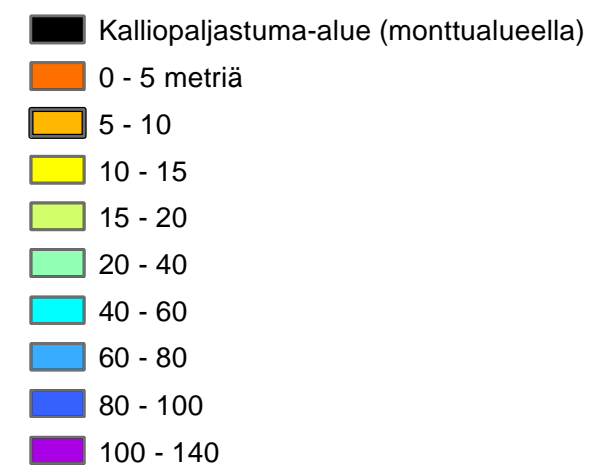 Kalliopaljastuma-alue (monttualueella)
0 - 5 metriä
5 - 10
10 - 15
15 - 20
20 - 40
40 - 60
60 - 80
80 - 100
100 - 140